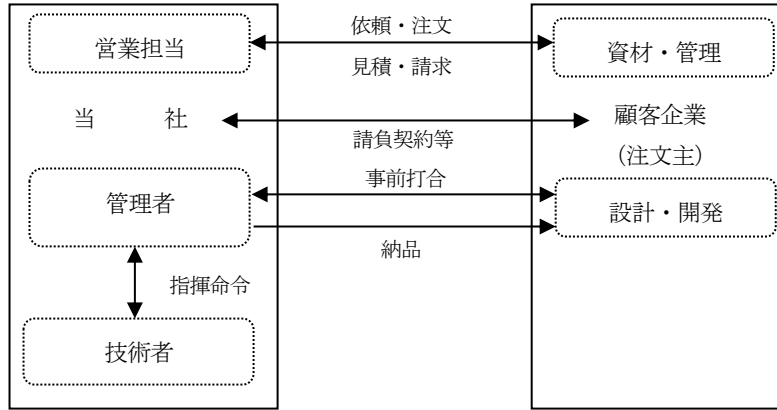 営業担当
依頼・注文
見積・請求
資材・管理
当　　社
請負契約等
顧客企業
（注文主）
管理者
事前打合
設計・開発
納品
指揮命令
技術者